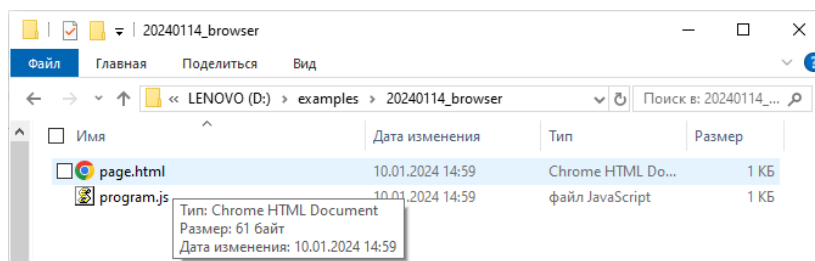 20240114_browser
Файл Главная Поделиться Вид
« LENOVO (D:) › examples › 20240114_browser Поиск в: 20240114_...
Имя Дата изменения Тип Размер
page.html 10.01.2024 14:59 Chrome HTML Do... 1 КБ
program.js 10.01.2024 14:59 файл JavaScript 1 КБ
Тип: Chrome HTML Document
Размер: 61 байт
Дата изменения: 10.01.2024 14:59